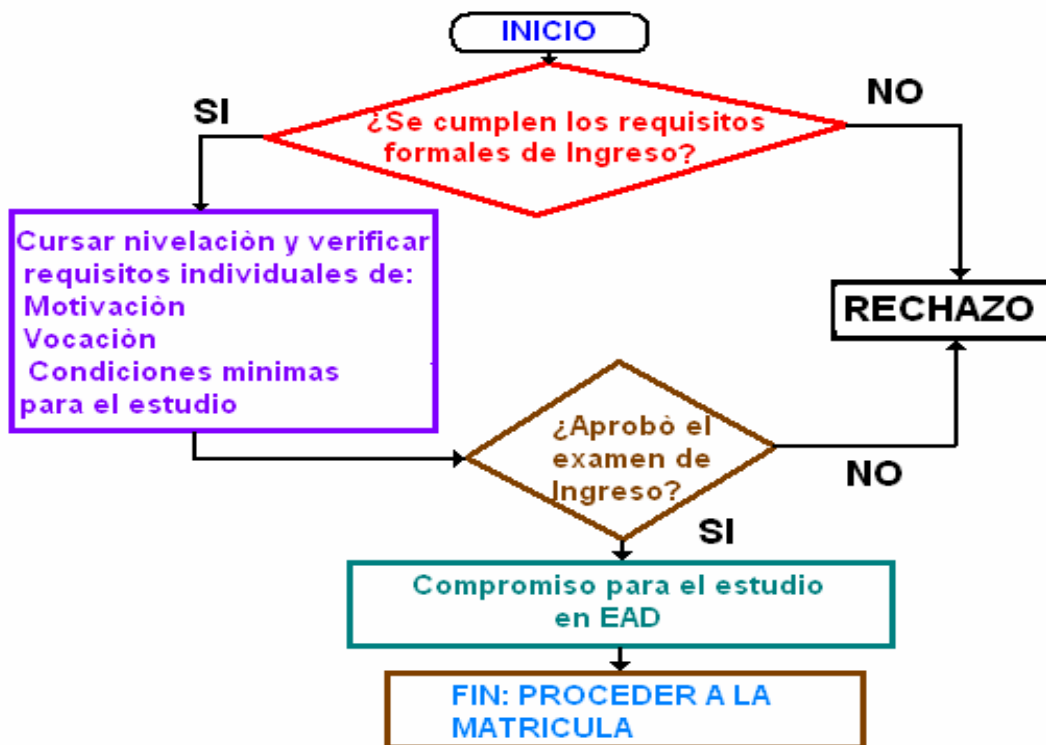 INICIO
SI
NO
¿Se cumplen los requisitos
formales de Ingreso?
Cursar nivelaciòn y verificar
requisitos individuales de:
Motivaciòn
Vocaciòn
Condiciones minimas
para el estudio
RECHAZO
¿Aprobò el
examen de
Ingreso?
NO
SI
Compromiso para el estudio
en EAD
FIN: PROCEDER A LA
MATRICULA